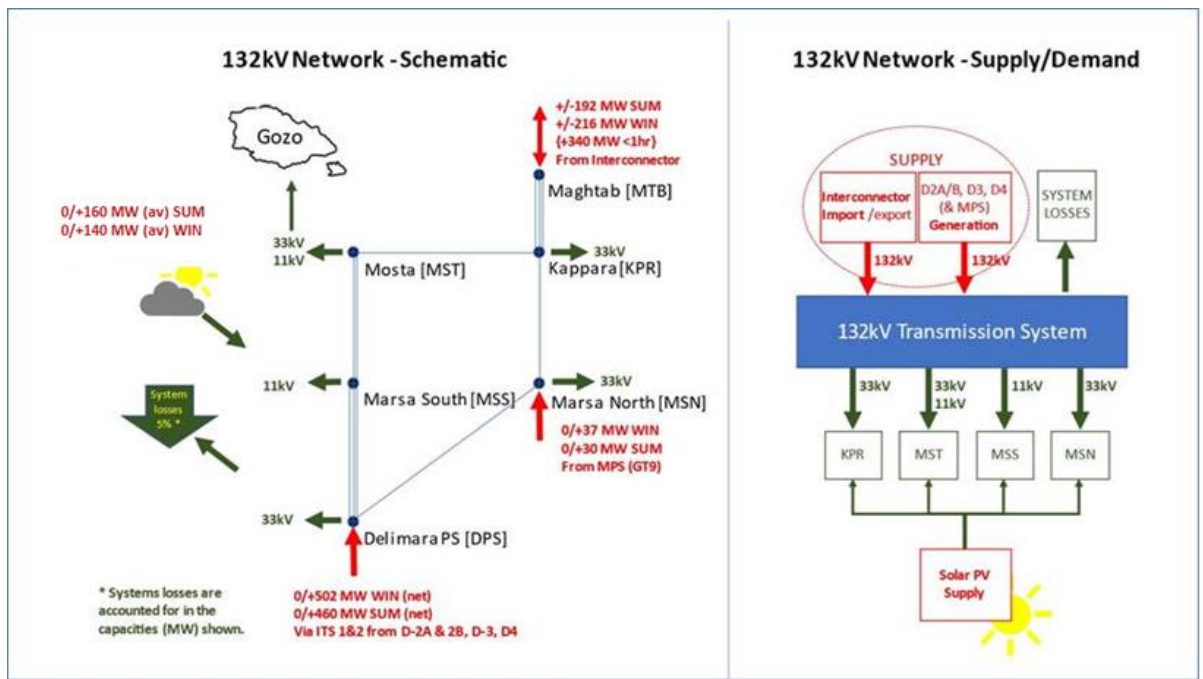 132kV Network - Schematic
Gozo
+/-192 MW SUM
+/-216 MW WIN
{+340 MW <1hr}
From Interconnector
Maghtab [MTB]
0/+160 MW (av) SUM
0/+140 MW (av) WIN
33kV
11kV
Mosta [MST]
33kV
Kappara[KPR]
System
losses
5% *
11kV
Marsa South [MSS]
33kV
Marsa North [MSN]
0/+37 MW WIN
0/+30 MW SUM
From MPS (GT9)
33kV
Delimara PS [DPS]
* Systems losses are
accounted for in the
capacities (MW) shown.
0/+502 MW WIN (net)
0/+460 MW SUM (net)
Via ITS 1&2 from D-2A & 2B, D-3, D4
132kV Network - Supply/Demand
SUPPLY
Interconnector
Import /export
D2A/B, D3, D4
(& MPS)
Generation
SYSTEM
LOSSES
132kV
132kV
132kV Transmission System
33kV
33kV
11kV
11kV
33kV
KPR
MST
MSS
MSN
Solar PV
Supply